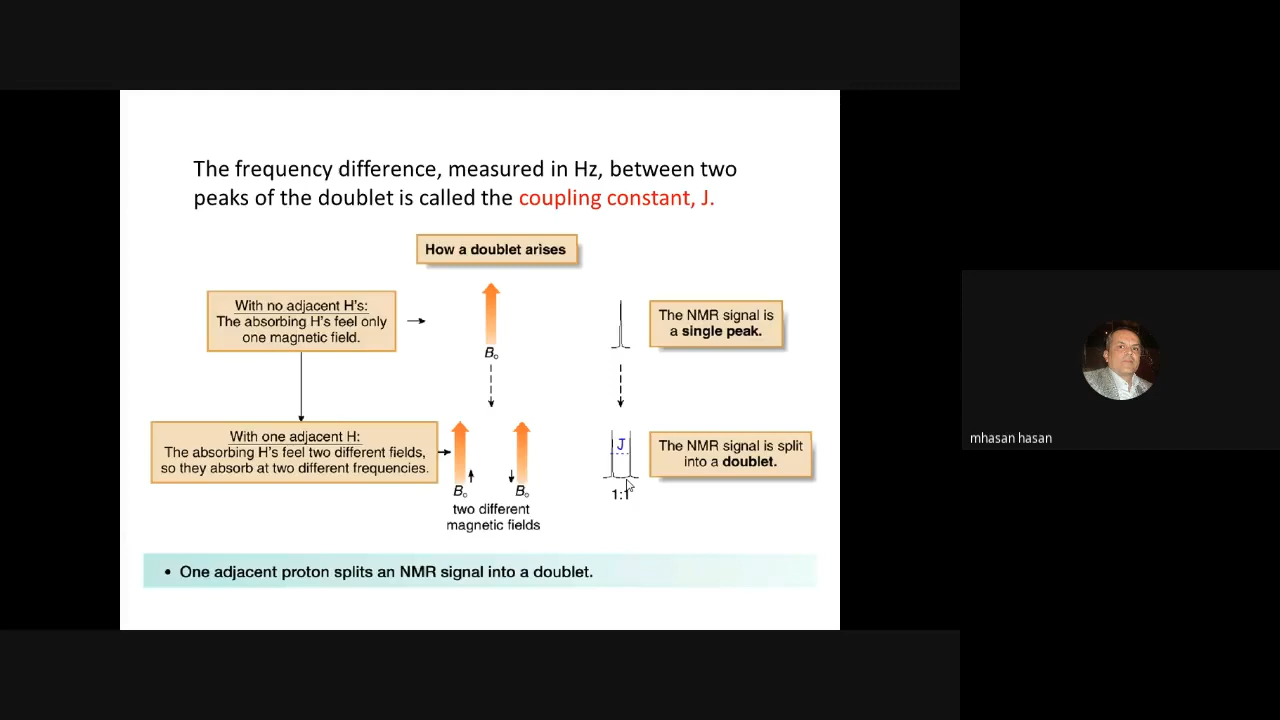 The frequency difference, measured in Hz, between two
peaks of the doublet is called the coupling constant, J.
How a doublet arises
With no adjacent H's:
The absorbing H's feel only
one magnetic field.
Bo
The NMR signal is
a single peak.
With one adjacent H:
The absorbing H's feel two different fields,
so they absorb at two different frequencies.
Bo
Bo
two different
magnetic fields
J
1:1
The NMR signal is split
into a doublet.
• One adjacent proton splits an NMR signal into a doublet.
mhasan hasan